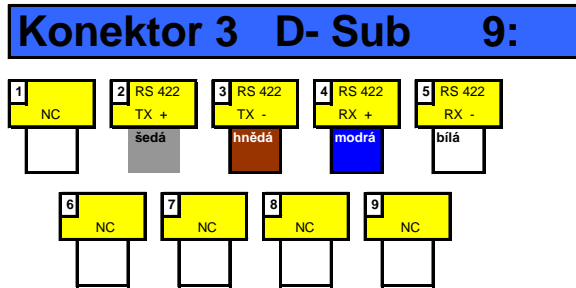 Konektor 3 D- Sub 9:
1 2 RS 422 3 RS 422 4 RS 422 5 RS 422
NC TX + TX - RX + RX -
šedá hnědá modrá bílá
6 7 8 9
NC NC NC NC